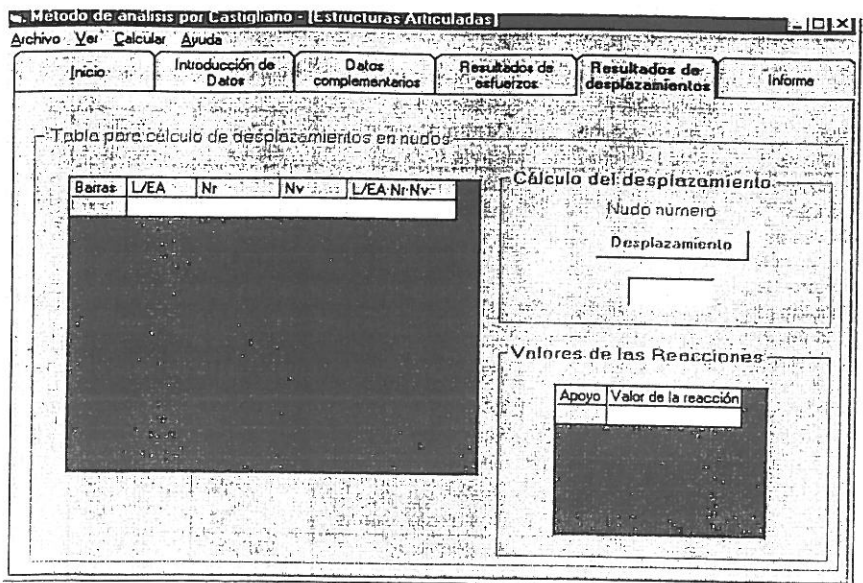 Método de análisis por Castigliano - [Estructuras Articuladas]
Archivo Ver Calcular Ayuda
Inicio
Introducción de
Datos
Datos
complementarios
Resultados de
esfuerzos
Resultados de
desplazamientos
Informe
Tabla para cálculo de desplazamientos en nudos
Barras L/EA Nr Nv L/EA·Nr·Nv
Cálculo del desplazamiento
Nudo número
Desplazamiento
Valores de las Reacciones
Apoyo Valor de la reacción